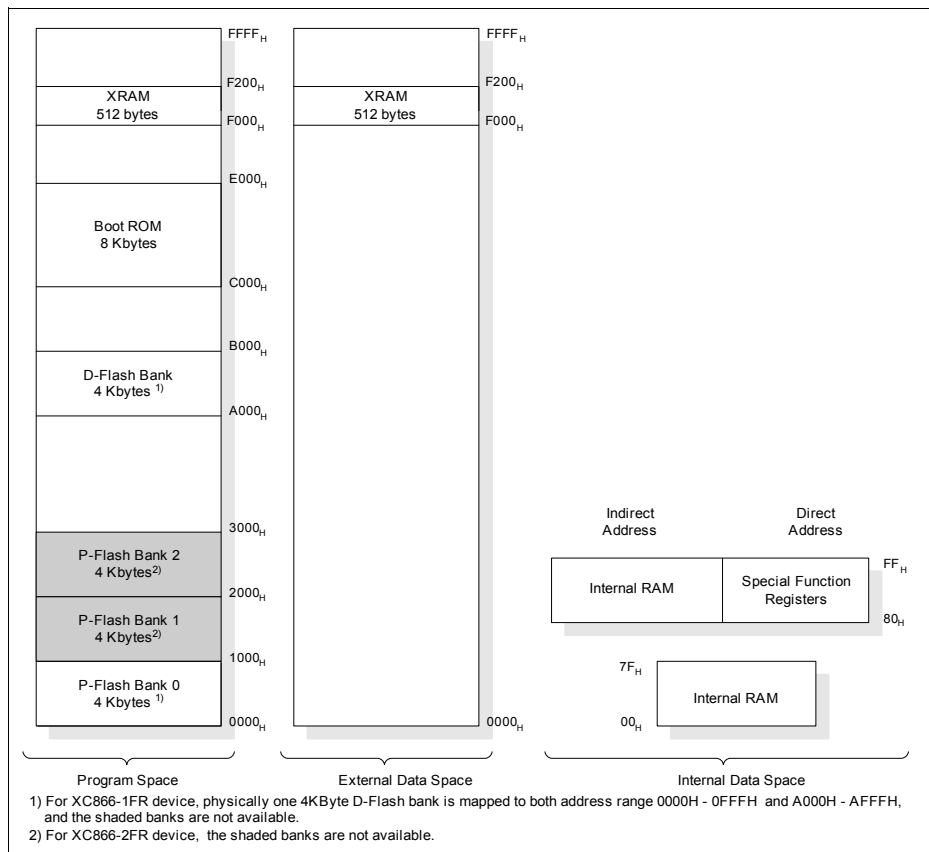 FFFFH
F200H
XRAM
512 bytes
F000H
E000H
Boot ROM
8 Kbytes
C000H
B000H
D-Flash Bank
4 Kbytes 1)
A000H
3000H
P-Flash Bank 2
4 Kbytes2)
2000H
P-Flash Bank 1
4 Kbytes2)
1000H
P-Flash Bank 0
4 Kbytes 1)
0000H
Program Space
FFFFH
F200H
XRAM
512 bytes
F000H
0000H
External Data Space
Indirect
Address
Direct
Address
FFH
Internal RAM
Special Function
Registers
80H
7FH
Internal RAM
00H
Internal Data Space
1) For XC866-1FR device, physically one 4KByte D-Flash bank is mapped to both address range 0000H - 0FFFH and A000H - AFFFH,
and the shaded banks are not available.
2) For XC866-2FR device, the shaded banks are not available.